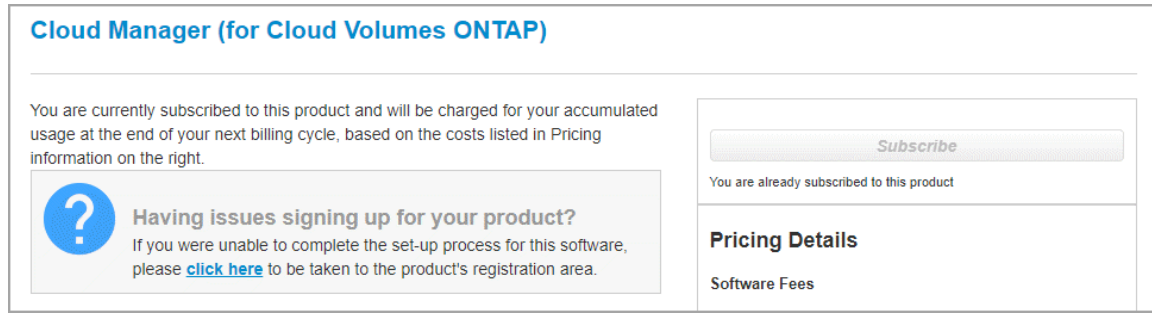 Cloud Manager (for Cloud Volumes ONTAP)
You are currently subscribed to this product and will be charged for your accumulated
usage at the end of your next billing cycle, based on the costs listed in Pricing
information on the right.
?
Having issues signing up for your product?
If you were unable to complete the set-up process for this software,
please click here to be taken to the product's registration area.
Subscribe
You are already subscribed to this product
Pricing Details
Software Fees